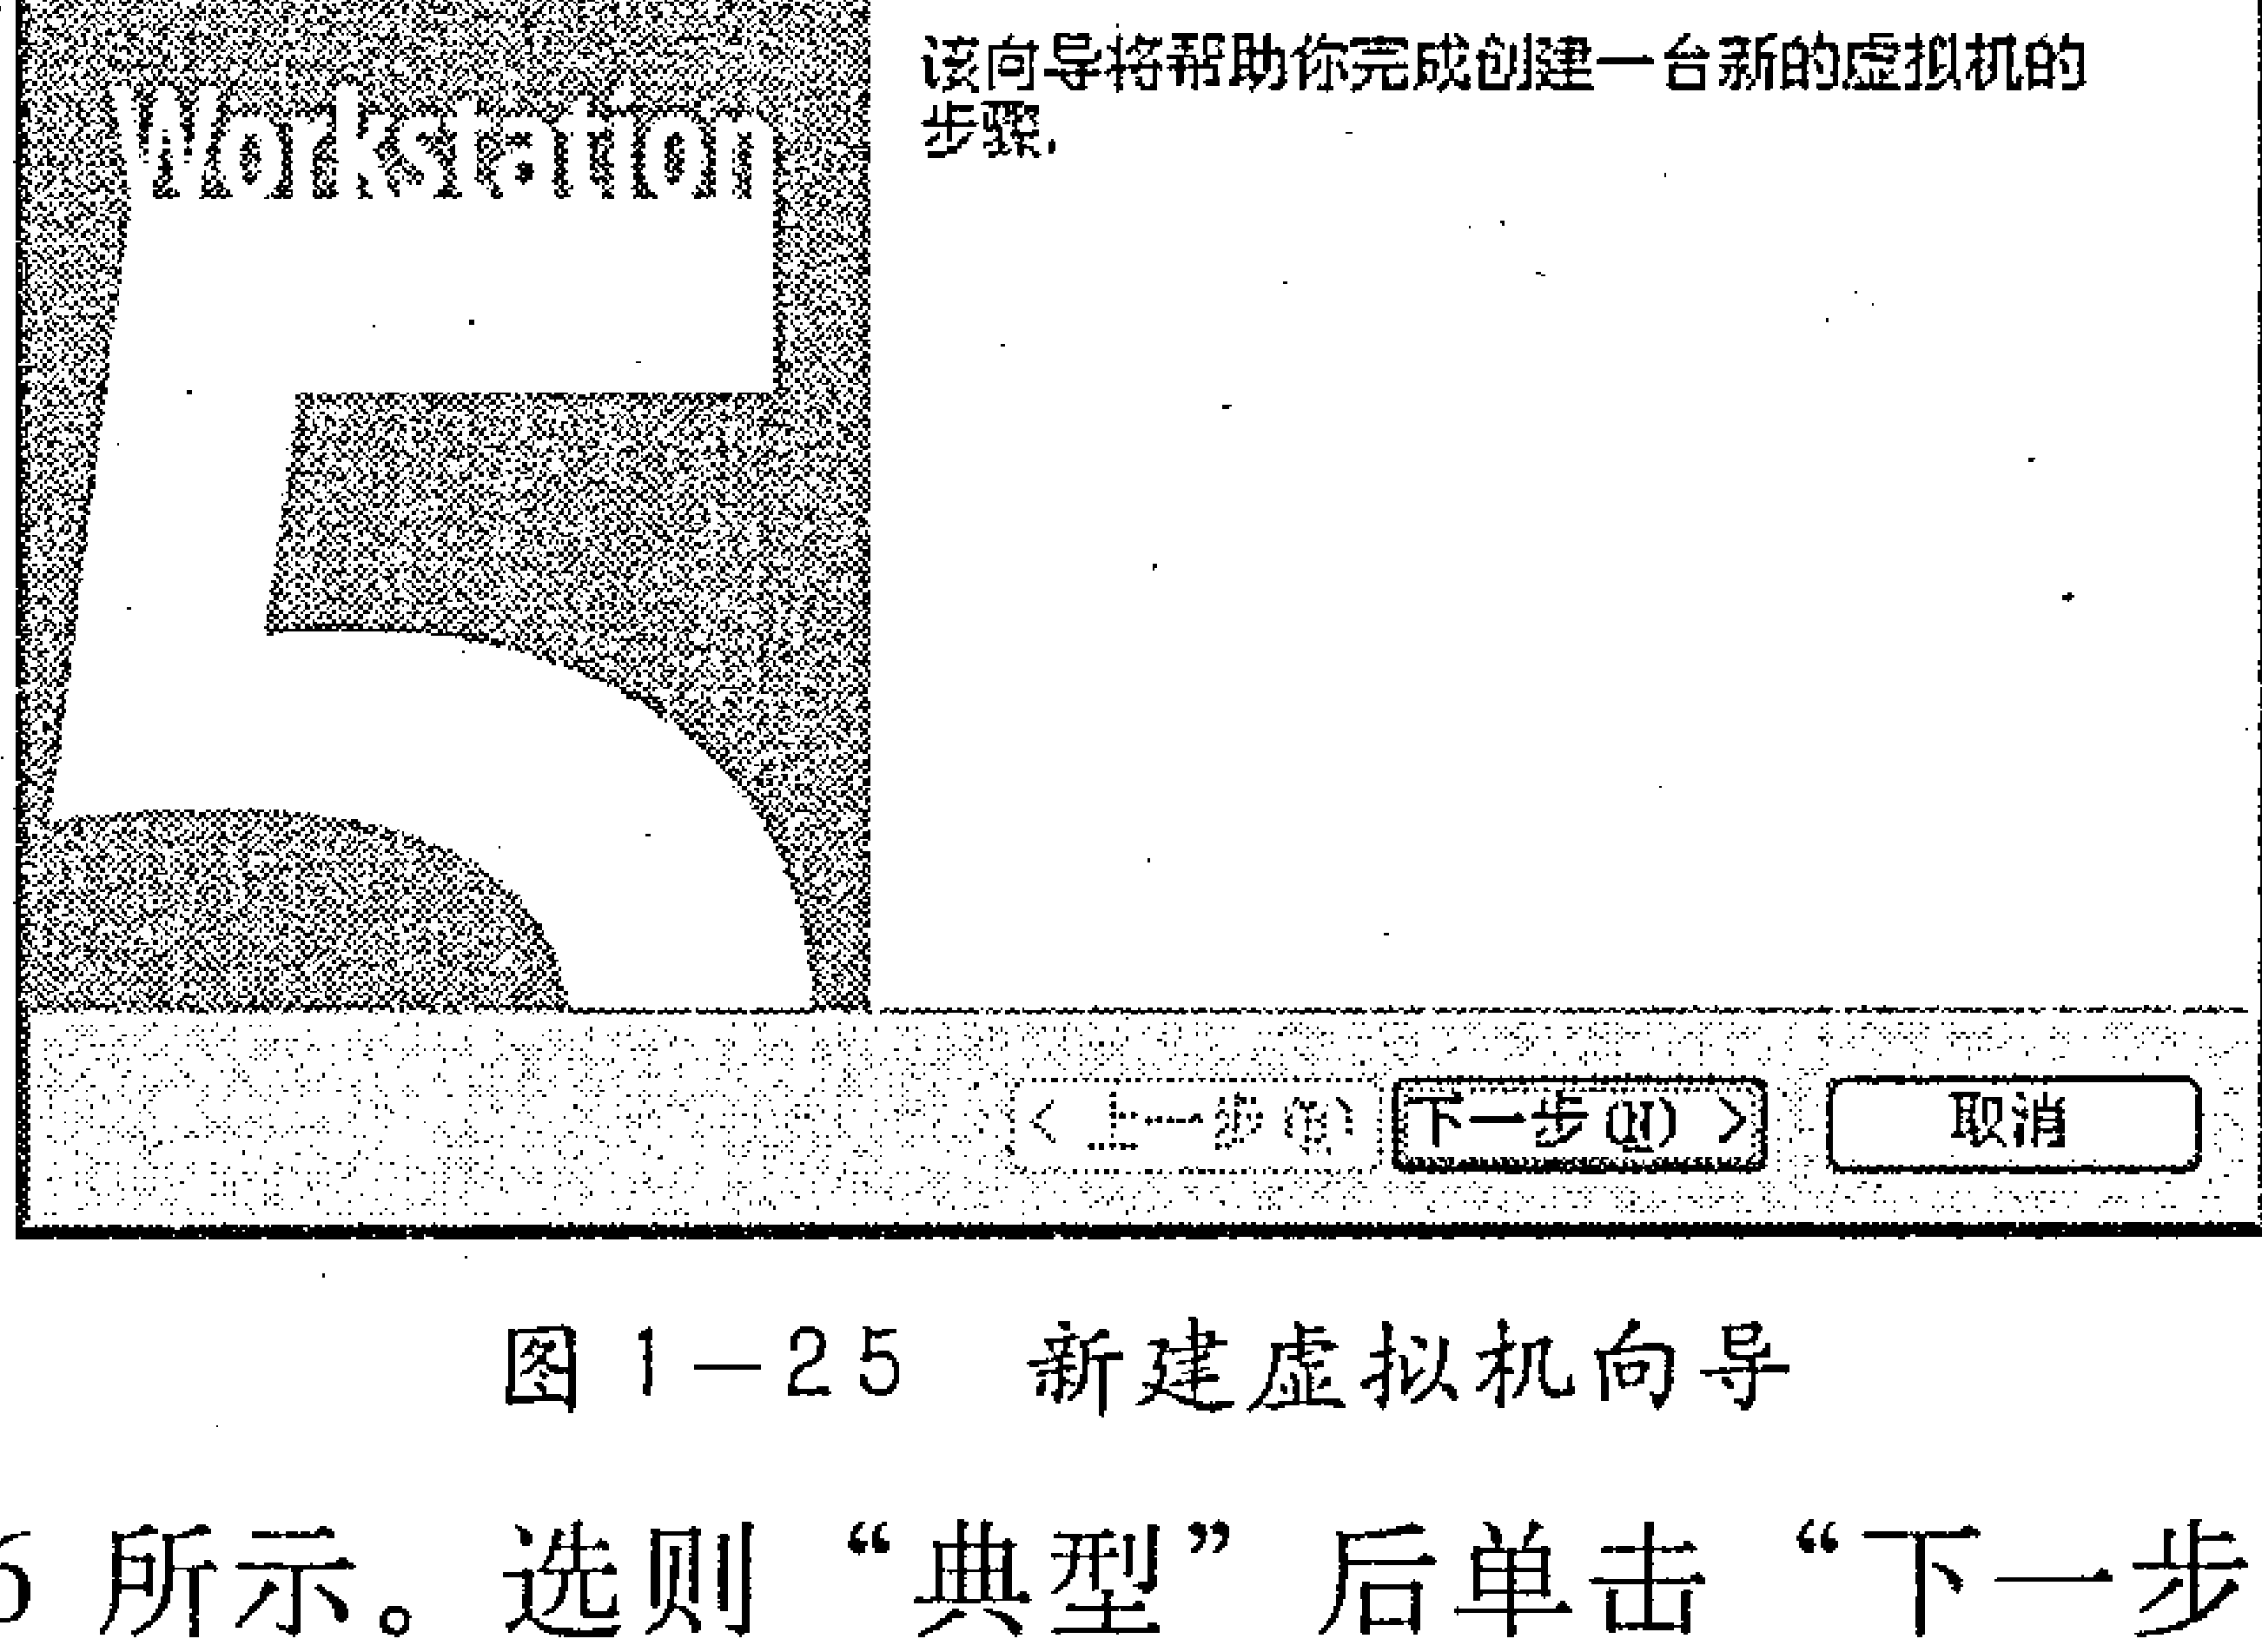 Workstation
5
该向导将帮助你完成创建一台新的虚拟机的
步骤.
< 上一步(B)
下一步(N) >
取消
图1-25 新建虚拟机向导
6 所示。选则“典型”后单击“下一步